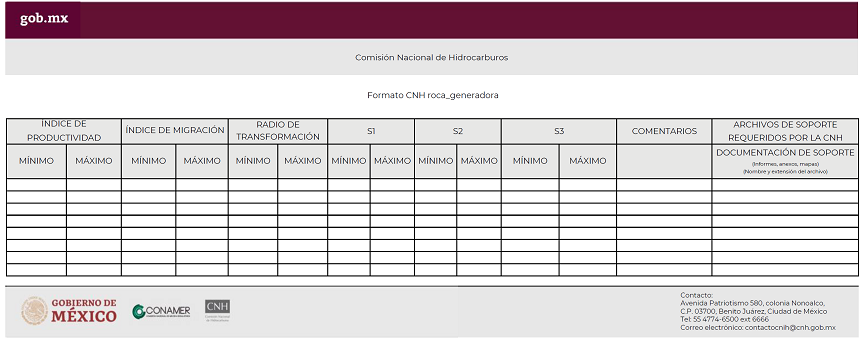 gob.mx
Comisión Nacional de Hidrocarburos
Formato CNH roca_generadora
ÍNDICE DE PRODUCTIVIDAD
ÍNDICE DE MIGRACIÓN
RADIO DE TRANSFORMACIÓN
S1
S2
S3
COMENTARIOS
ARCHIVOS DE SOPORTE REQUERIDOS POR LA CNH
MÍNIMO MÁXIMO MÍNIMO MÁXIMO MÍNIMO MÁXIMO MÍNIMO MÁXIMO MÍNIMO MÁXIMO MÍNIMO MÁXIMO
DOCUMENTACIÓN DE SOPORTE
(Informes, anexos, mapas)
(Nombre y extensión del archivo)
GOBIERNO DE
MÉXICO
CONAMER
CNH
Contacto:
Avenida Patriotismo 580, colonia Nonoalco,
C.P. 03700, Benito Juárez, Ciudad de México
Tel: 55 4774-6500 ext 6666
Correo electrónico: contactocnih@cnh.gob.mx